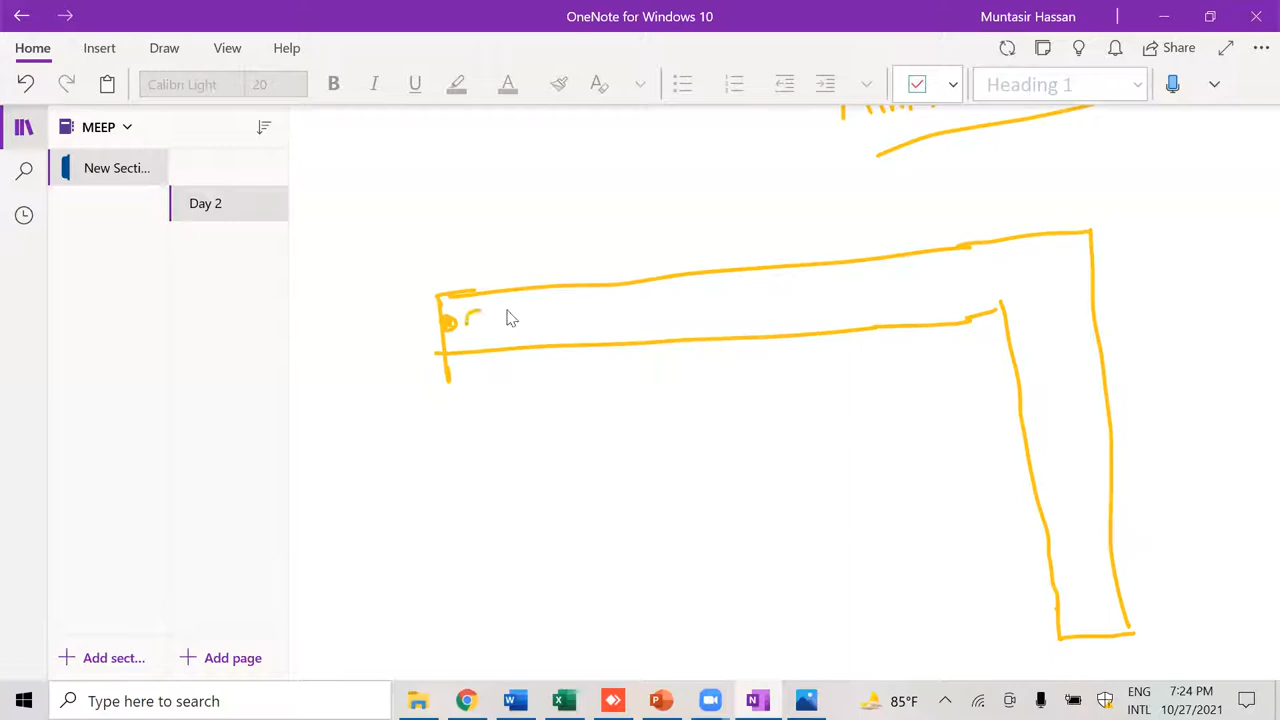 OneNote for Windows 10
Muntasir Hassan
Home Insert Draw View Help
Share
Calibri Light 20 B I U A Heading 1
MEEP
New Secti...
Day 2
r
Add sect... Add page
Type here to search
85°F
ENG 7:24 PM
INTL 10/27/2021